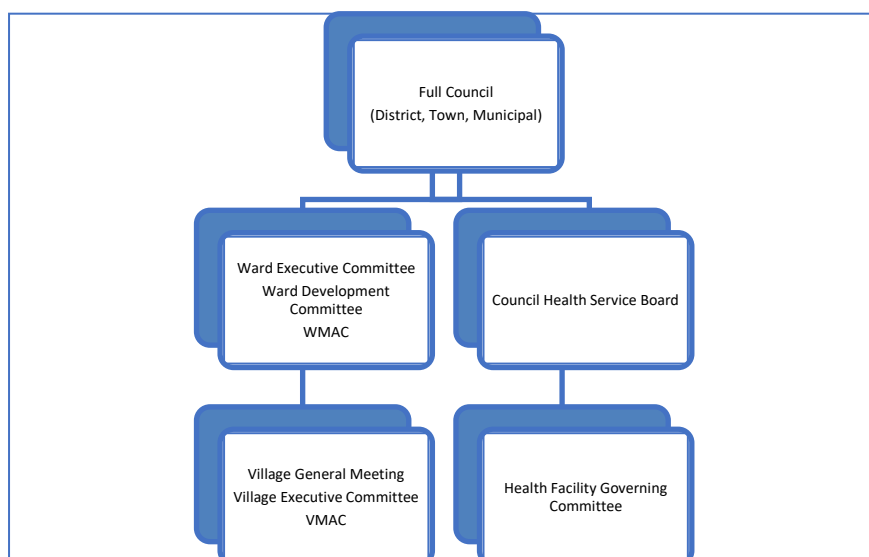 Full Council
(District, Town, Municipal)
Ward Executive Committee
Ward Development
Committee
WMAC
Council Health Service Board
Village General Meeting
Village Executive Committee
VMAC
Health Facility Governing
Committee